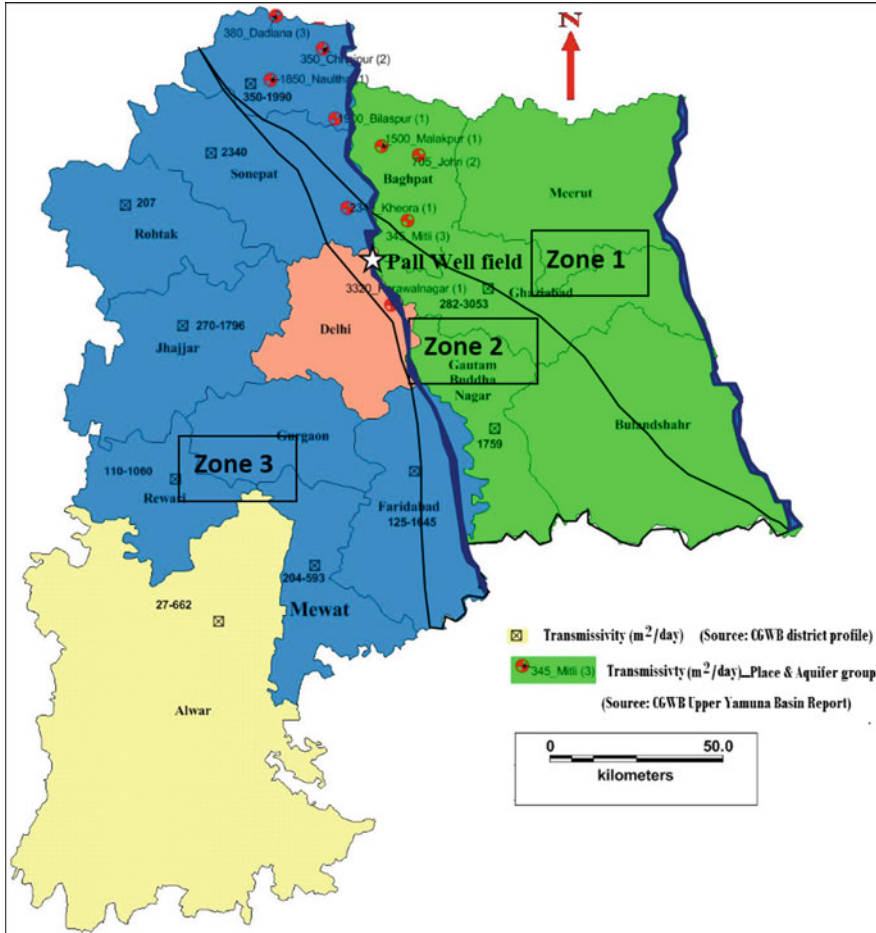 N
380_Dadlana (3)
350_Chhajpur (2)
1850_Naultha(1)
350-1990
1900_Bilaspur (1)
1500_Malakpur (1)
2340
705_Johri (2)
Sonepat
Baghpat
Meerut
207
Kheora (1)
Rohtak
345_Mitli (3)
Pall Well field
Zone 1
3320_Karawalnagar (1)
282-3053
Ghaziabad
270-1796
Delhi
Zone 2
Jhajjar
Gautam
Buddha
Nagar
Bulandshahr
Gurgaon
1759
Zone 3
110-1060
Rewari
Faridabad
125-1645
204-593
27-662
Mewat
Transmissivity (m2/day) (Source: CGWB district profile)
345_Mitli (3) Transmissivty (m2/day)_Place & Aquifer group
Alwar
(Source: CGWB Upper Yamuna Basin Report)
0 50.0
kilometers